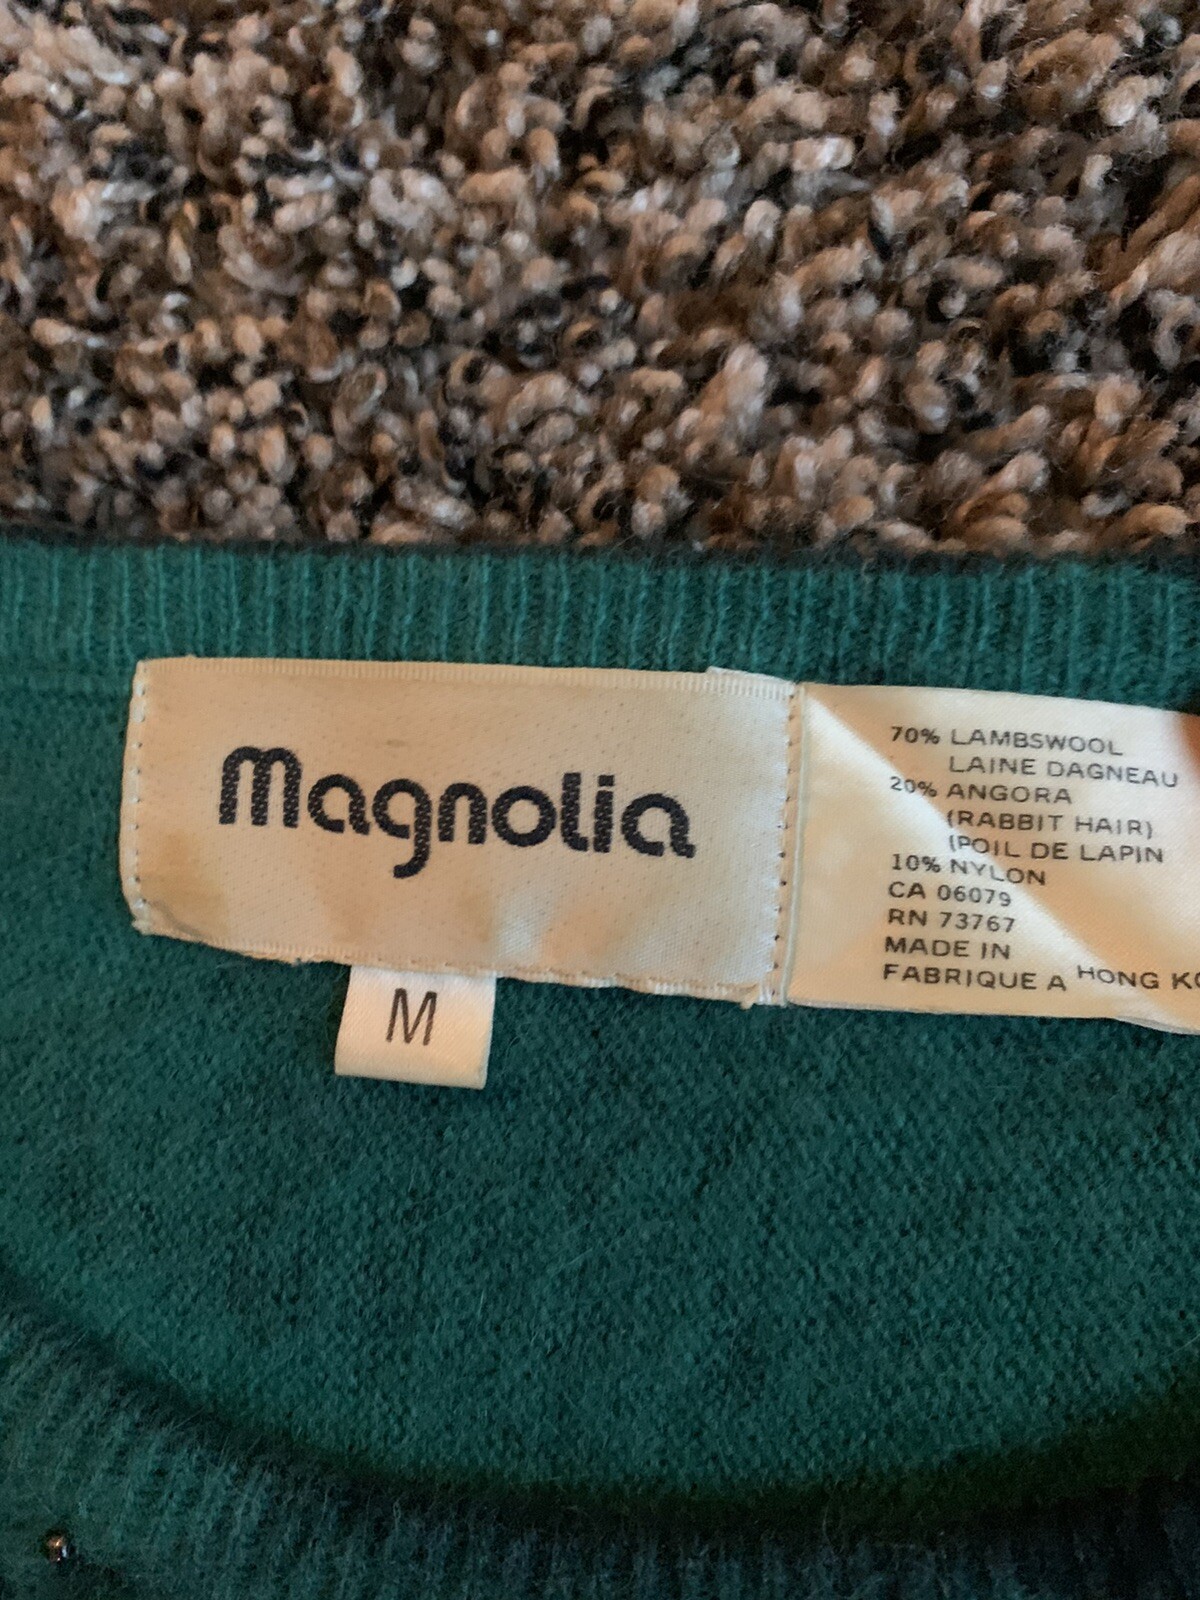 Magnolia
M
70% LAMBSWOOL
LAINE DAGNEAU
20% ANGORA
(RABBIT HAIR)
(POIL DE LAPIN
10% NYLON
CA 06079
RN 73767
MADE IN
FABRIQUE A HONG KO